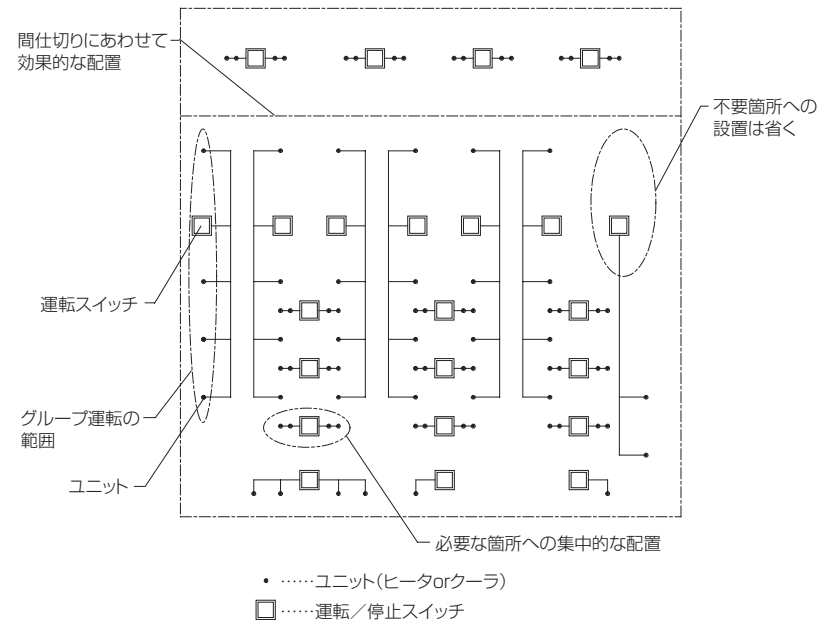 間仕切りにあわせて
効果的な配置
不要箇所への
設置は省く
運転スイッチ
グループ運転の
範囲
ユニット
必要な箇所への集中的な配置
• ……ユニット(ヒータorクーラ)
……運転／停止スイッチ